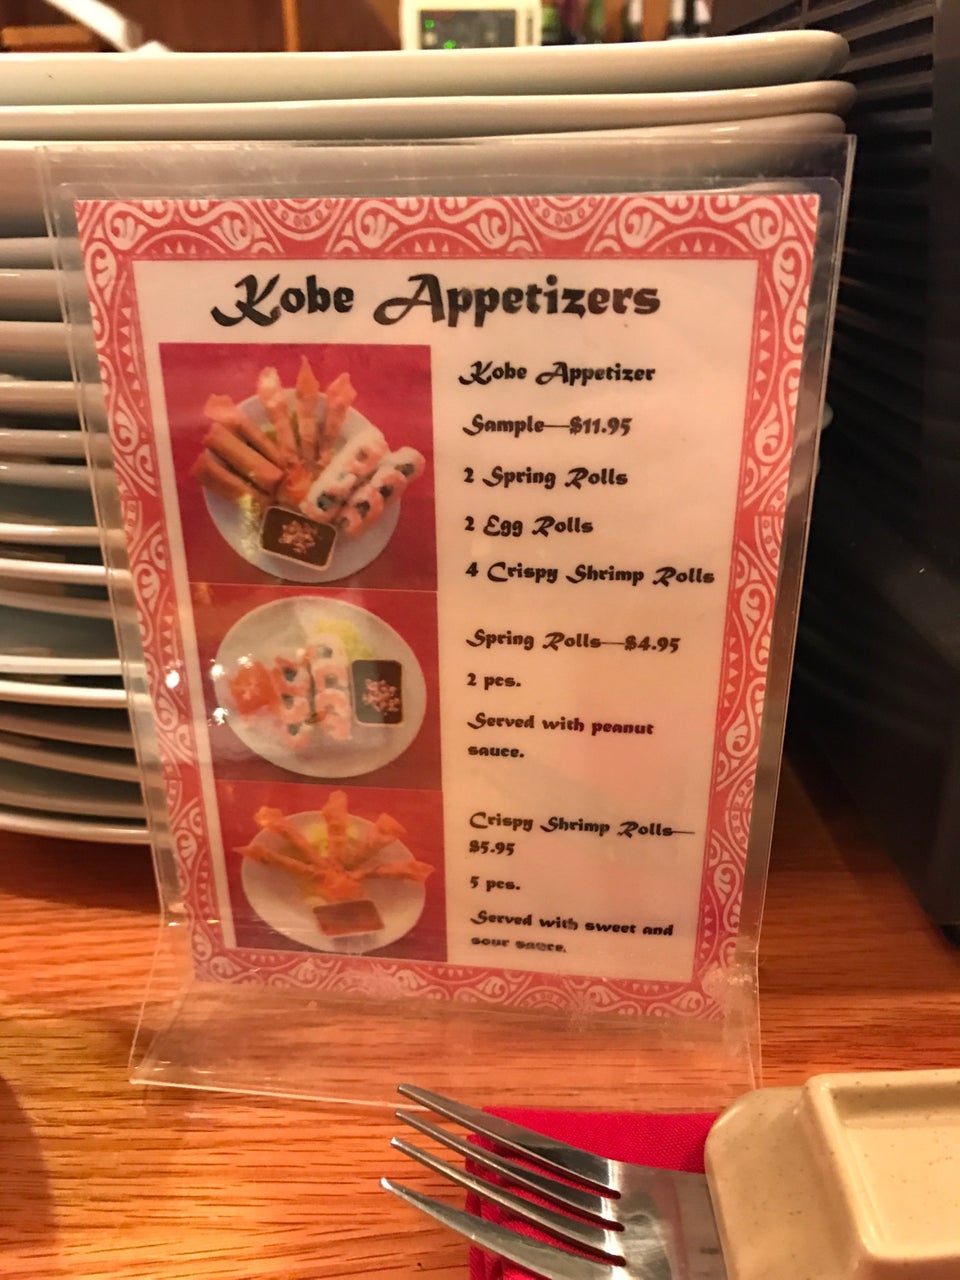 Kobe Appetizers
Kobe Appetizer
Sample—$11.95
2 Spring Rolls
2 Egg Rolls
4 Crispy Shrimp Rolls
Spring Rolls—$4.95
2 pcs.
Served with peanut
sauce.
Crispy Shrimp Rolls—
$5.95
5 pcs.
Served with sweet and
sour sauce.